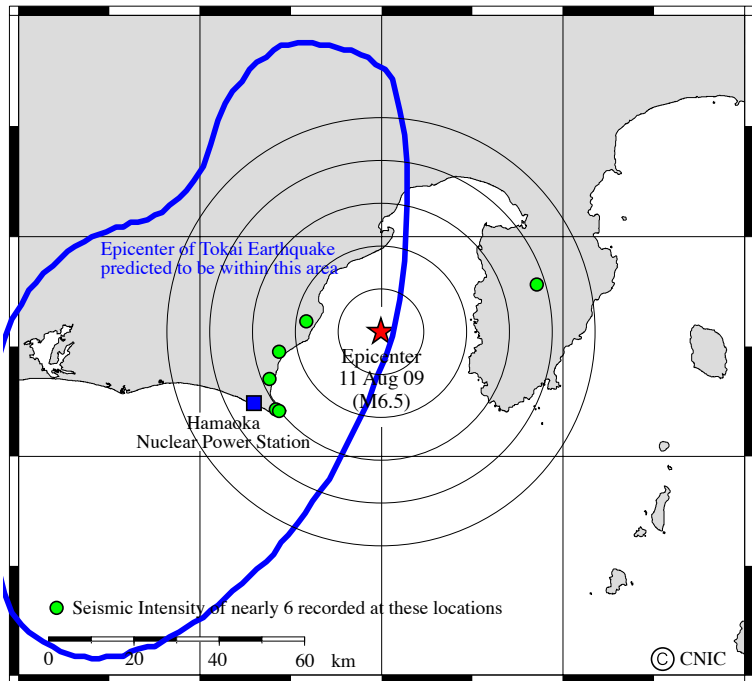 Epicenter of Tokai Earthquake
predicted to be within this area
Epicenter
11 Aug 09
(M6.5)
Hamaoka
Nuclear Power Station
Seismic Intensity of nearly 6 recorded at these locations
0 20 40 60 km
© CNIC